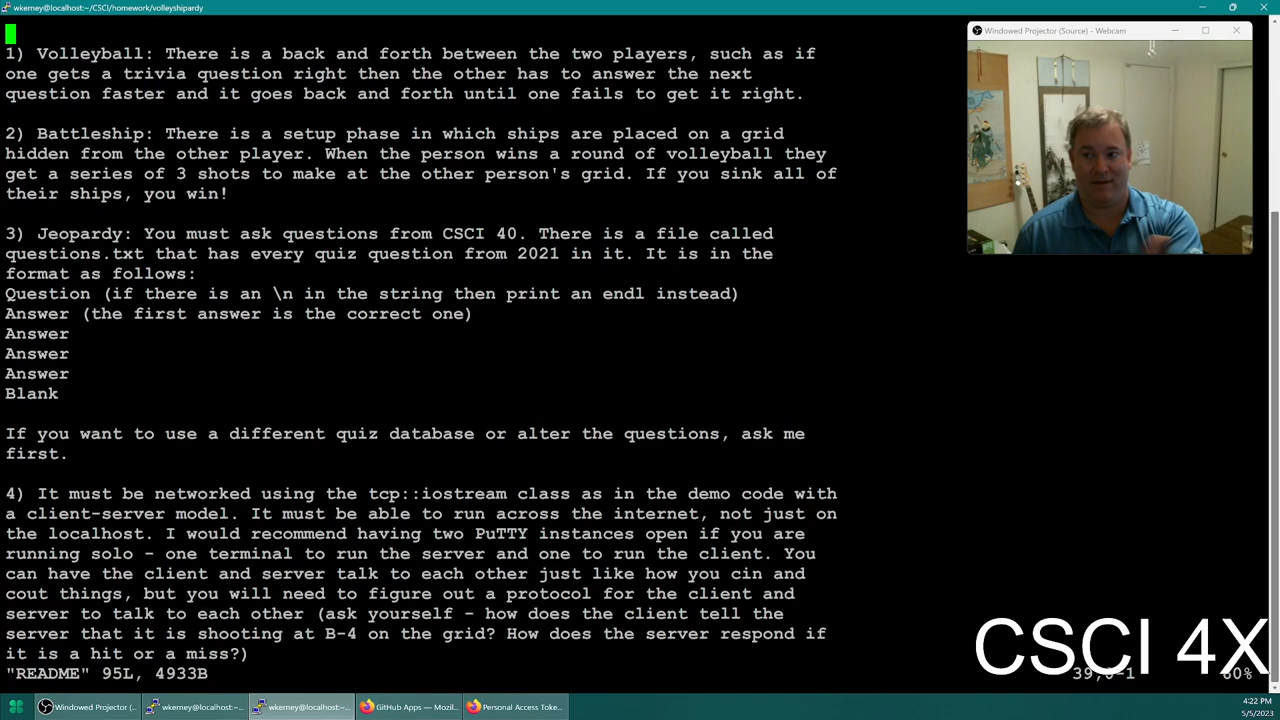 wkerney@localhost:~/CSCI/homework/volleyshipardy
Windowed Projector (Source) - Webcam
1) Volleyball: There is a back and forth between the two players, such as if
one gets a trivia question right then the other has to answer the next
question faster and it goes back and forth until one fails to get it right.
2) Battleship: There is a setup phase in which ships are placed on a grid
hidden from the other player. When the person wins a round of volleyball they
get a series of 3 shots to make at the other person's grid. If you sink all of
their ships, you win!
3) Jeopardy: You must ask questions from CSCI 40. There is a file called
questions.txt that has every quiz question from 2021 in it. It is in the
format as follows:
Question (if there is an \n in the string then print an endl instead)
Answer (the first answer is the correct one)
Answer
Answer
Answer
Blank
If you want to use a different quiz database or alter the questions, ask me
first.
4) It must be networked using the tcp::iostream class as in the demo code with
a client-server model. It must be able to run across the internet, not just on
the localhost. I would recommend having two PuTTY instances open if you are
running solo - one terminal to run the server and one to run the client. You
can have the client and server talk to each other just like how you cin and
cout things, but you will need to figure out a protocol for the client and
server to talk to each other (ask yourself - how does the client tell the
server that it is shooting at B-4 on the grid? How does the server respond if
it is a hit or a miss?)
"README" 95L, 4933B
60%
CSCI 4X
Windowed Projector (...
wkerney@localhost:~...
wkerney@localhost:~...
GitHub Apps — Mozil...
Personal Access Toke...
4:22 PM
5/5/2023